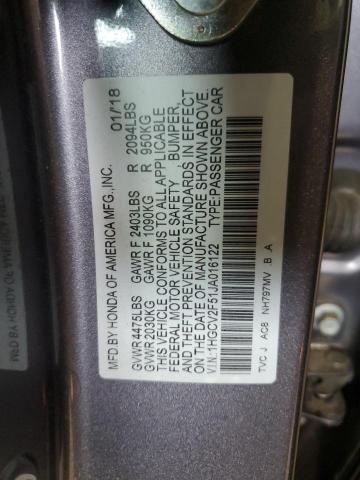 MFD.BY HONDA OF AMERICA MFG.,INC. 01/18
GVWR 4475LBS GAWR F 2403LBS R 2094LBS
GVWR 2030KG GAWR F 1090KG R 950KG
THIS VEHICLE CONFORMS TO ALL APPLICABLE
FEDERAL MOTOR VEHICLE SAFETY , BUMPER,
AND THEFT PREVENTION STANDARDS IN EFFECT
ON THE DATE OF MANUFACTURE SHOWN ABOVE.
VIN:1HGCV2F51JA016122 TYPE:PASSENGER CAR
TVC J AC8 NH797MV B A